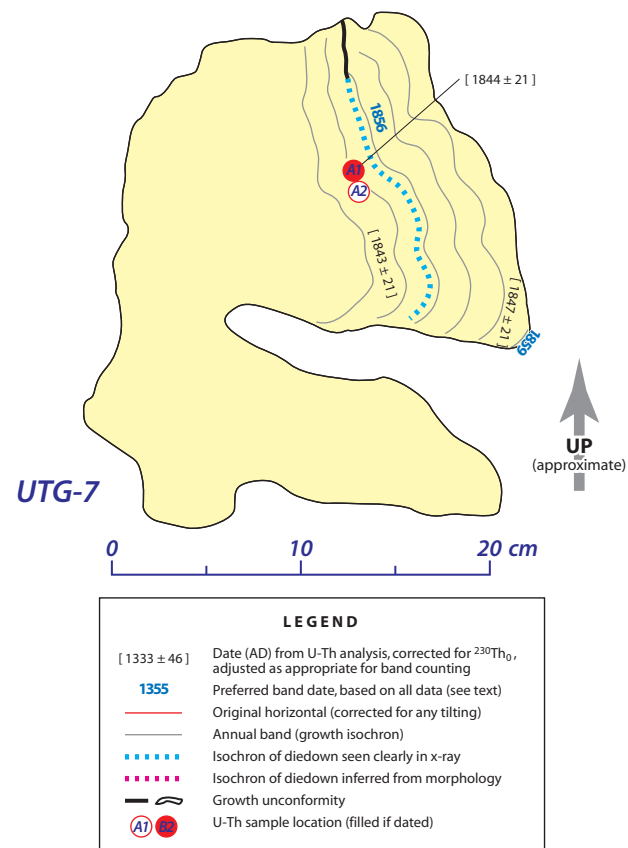 [ 1844 ± 21 ]
1856
A1
A2
[ 1843 ± 21 ]
[ 1847 ± 21 ]
1859
UP
(approximate)
UTG-7
0 10 20 cm
LEGEND
[ 1333 ± 46 ] Date (AD) from U-Th analysis, corrected for ²³⁰Th₀,
adjusted as appropriate for band counting
1355 Preferred band date, based on all data (see text)
Original horizontal (corrected for any tilting)
Annual band (growth isochron)
Isochron of diedown seen clearly in x-ray
Isochron of diedown inferred from morphology
Growth unconformity
A1 B2 U-Th sample location (filled if dated)